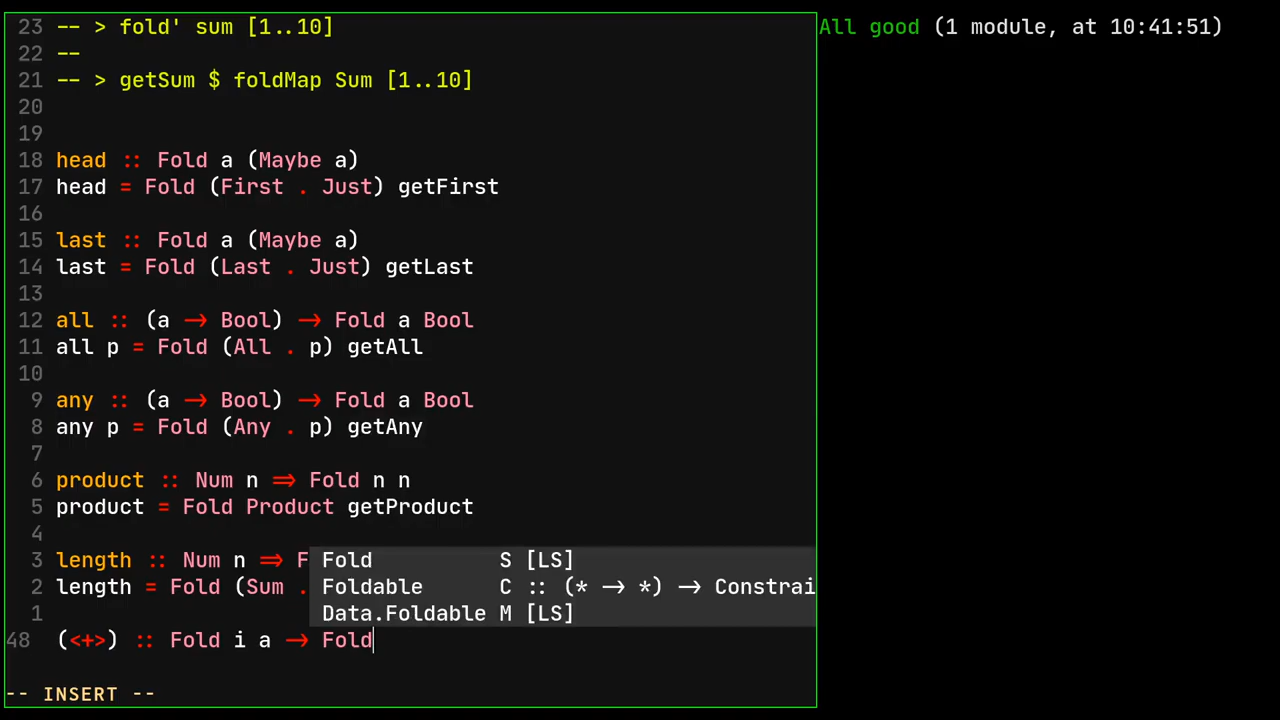 23 -- > fold' sum [1..10]
22 --
21 -- > getSum $ foldMap Sum [1..10]
20
19
18 head :: Fold a (Maybe a)
17 head = Fold (First . Just) getFirst
16
15 last :: Fold a (Maybe a)
14 last = Fold (Last . Just) getLast
13
12 all :: (a -> Bool) -> Fold a Bool
11 all p = Fold (All . p) getAll
10
9 any :: (a -> Bool) -> Fold a Bool
8 any p = Fold (Any . p) getAny
7
6 product :: Num n => Fold n n
5 product = Fold Product getProduct
4
3 length :: Num n => F
2 length = Fold (Sum .
1
48 (<+>) :: Fold i a -> Fold
Fold S [LS]
Foldable C :: (* -> *) -> Constrai
Data.Foldable M [LS]
-- INSERT --
All good (1 module, at 10:41:51)